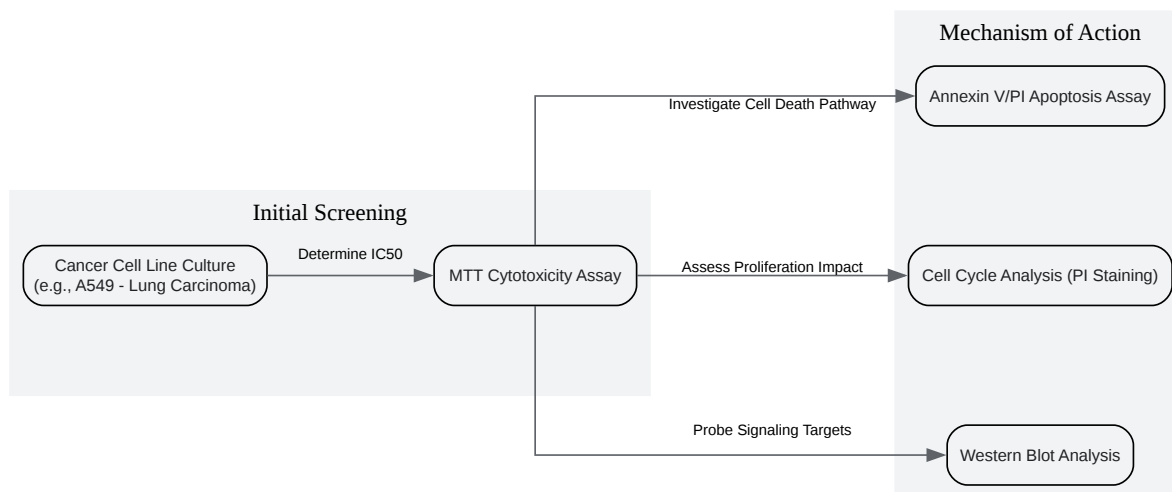 Mechanism of Action
Annexin V/PI Apoptosis Assay
Investigate Cell Death Pathway
Initial Screening
Cancer Cell Line Culture
(e.g., A549 - Lung Carcinoma)
Determine IC50
MTT Cytotoxicity Assay
Assess Proliferation Impact
Cell Cycle Analysis (PI Staining)
Probe Signaling Targets
Western Blot Analysis